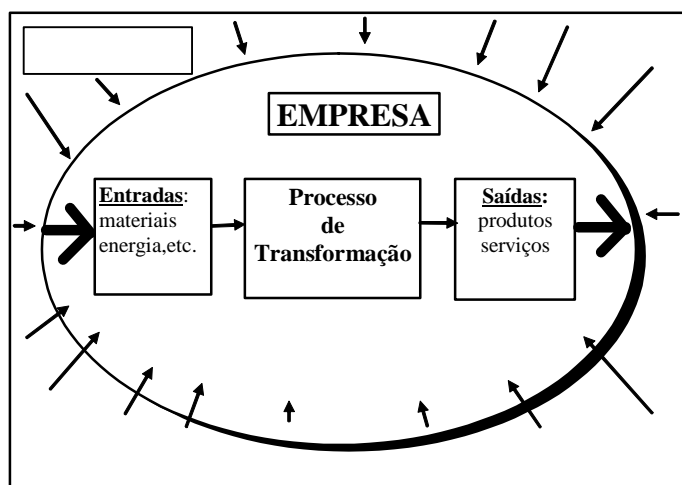 EMPRESA
Entradas:
materiais
energia,etc.
Processo
de
Transformação
Saídas:
produtos
serviços